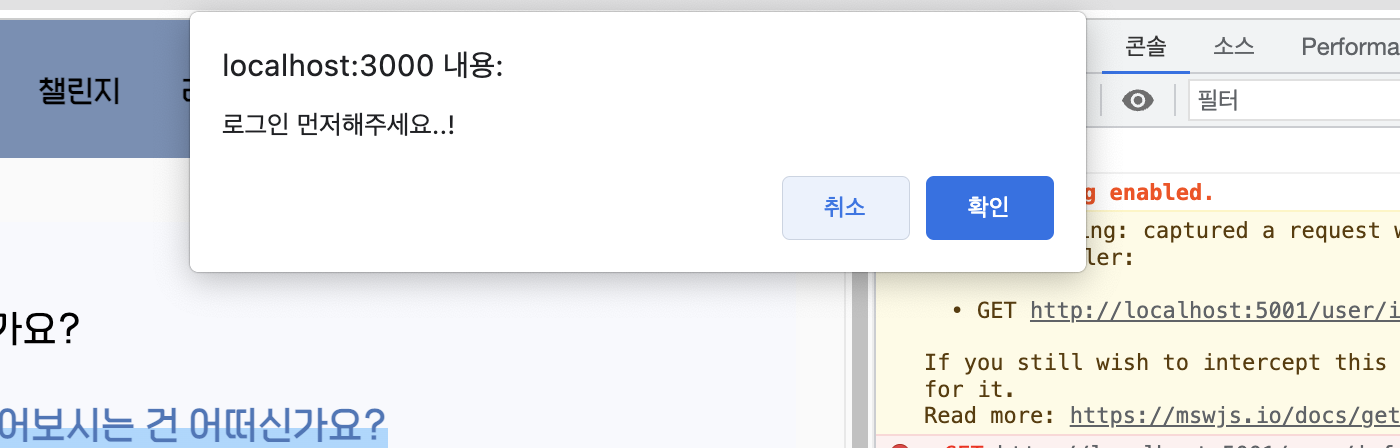 localhost:3000 내용:
로그인 먼저해주세요..!
취소
확인
챌린지
가요?
어보시는 건 어떠신가요?
콘솔
소스
Performa
필터
g enabled.
ing: captured a request w
ler:
• GET http://localhost:5001/user/i
If you still wish to intercept this
for it.
Read more: https://mswjs.io/docs/get